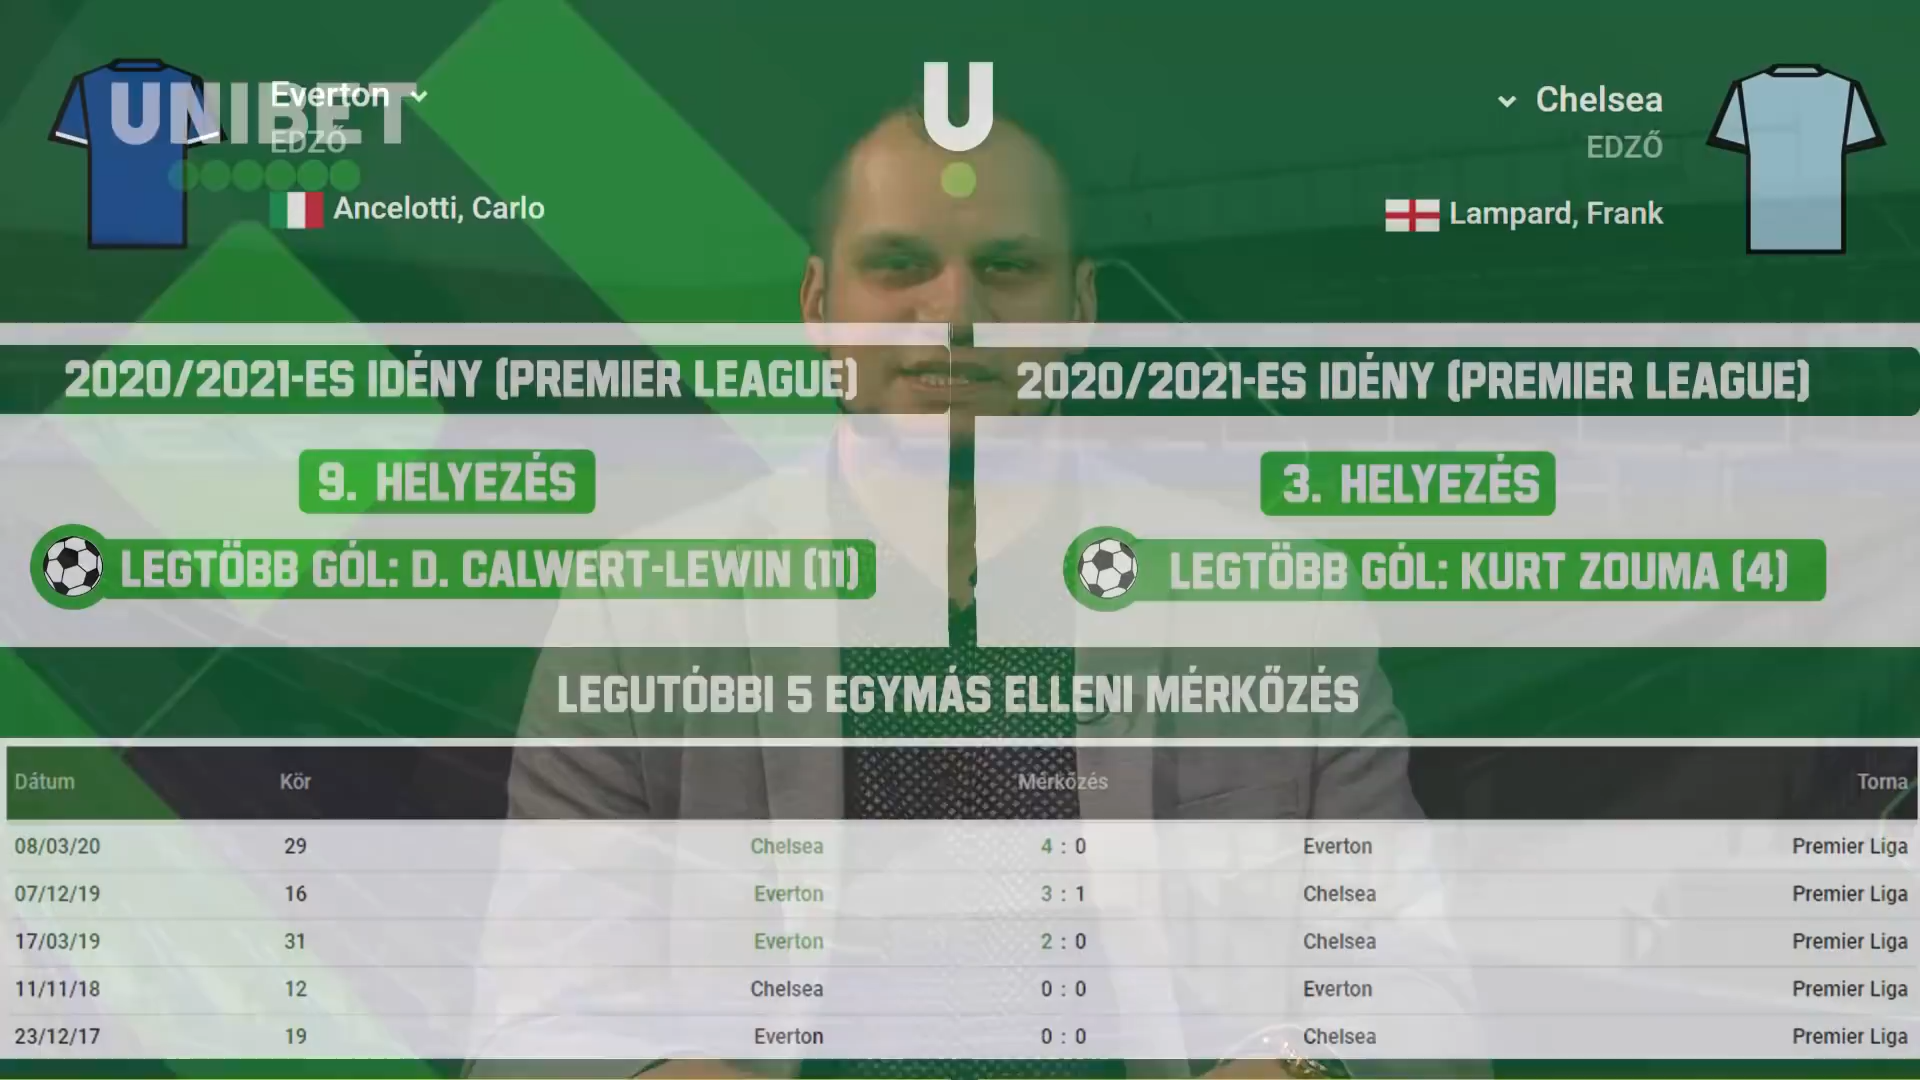 UNIBET
U
Everton
EDZŐ
Ancelotti, Carlo
Chelsea
EDZŐ
Lampard, Frank
2020/2021-ES IDÉNY (PREMIER LEAGUE)
9. HELYEZÉS
LEGTÖBB GÓL: D. CALWERT-LEWIN (11)
2020/2021-ES IDÉNY (PREMIER LEAGUE)
3. HELYEZÉS
LEGTÖBB GÓL: KURT ZOUMA (4)
LEGUTÓBBI 5 EGYMÁS ELLENI MÉRKŐZÉS
Dátum Kör Mérkőzés Torna
08/03/20 29 Chelsea 4 : 0 Everton Premier Liga
07/12/19 16 Everton 3 : 1 Chelsea Premier Liga
17/03/19 31 Everton 2 : 0 Chelsea Premier Liga
11/11/18 12 Chelsea 0 : 0 Everton Premier Liga
23/12/17 19 Everton 0 : 0 Chelsea Premier Liga